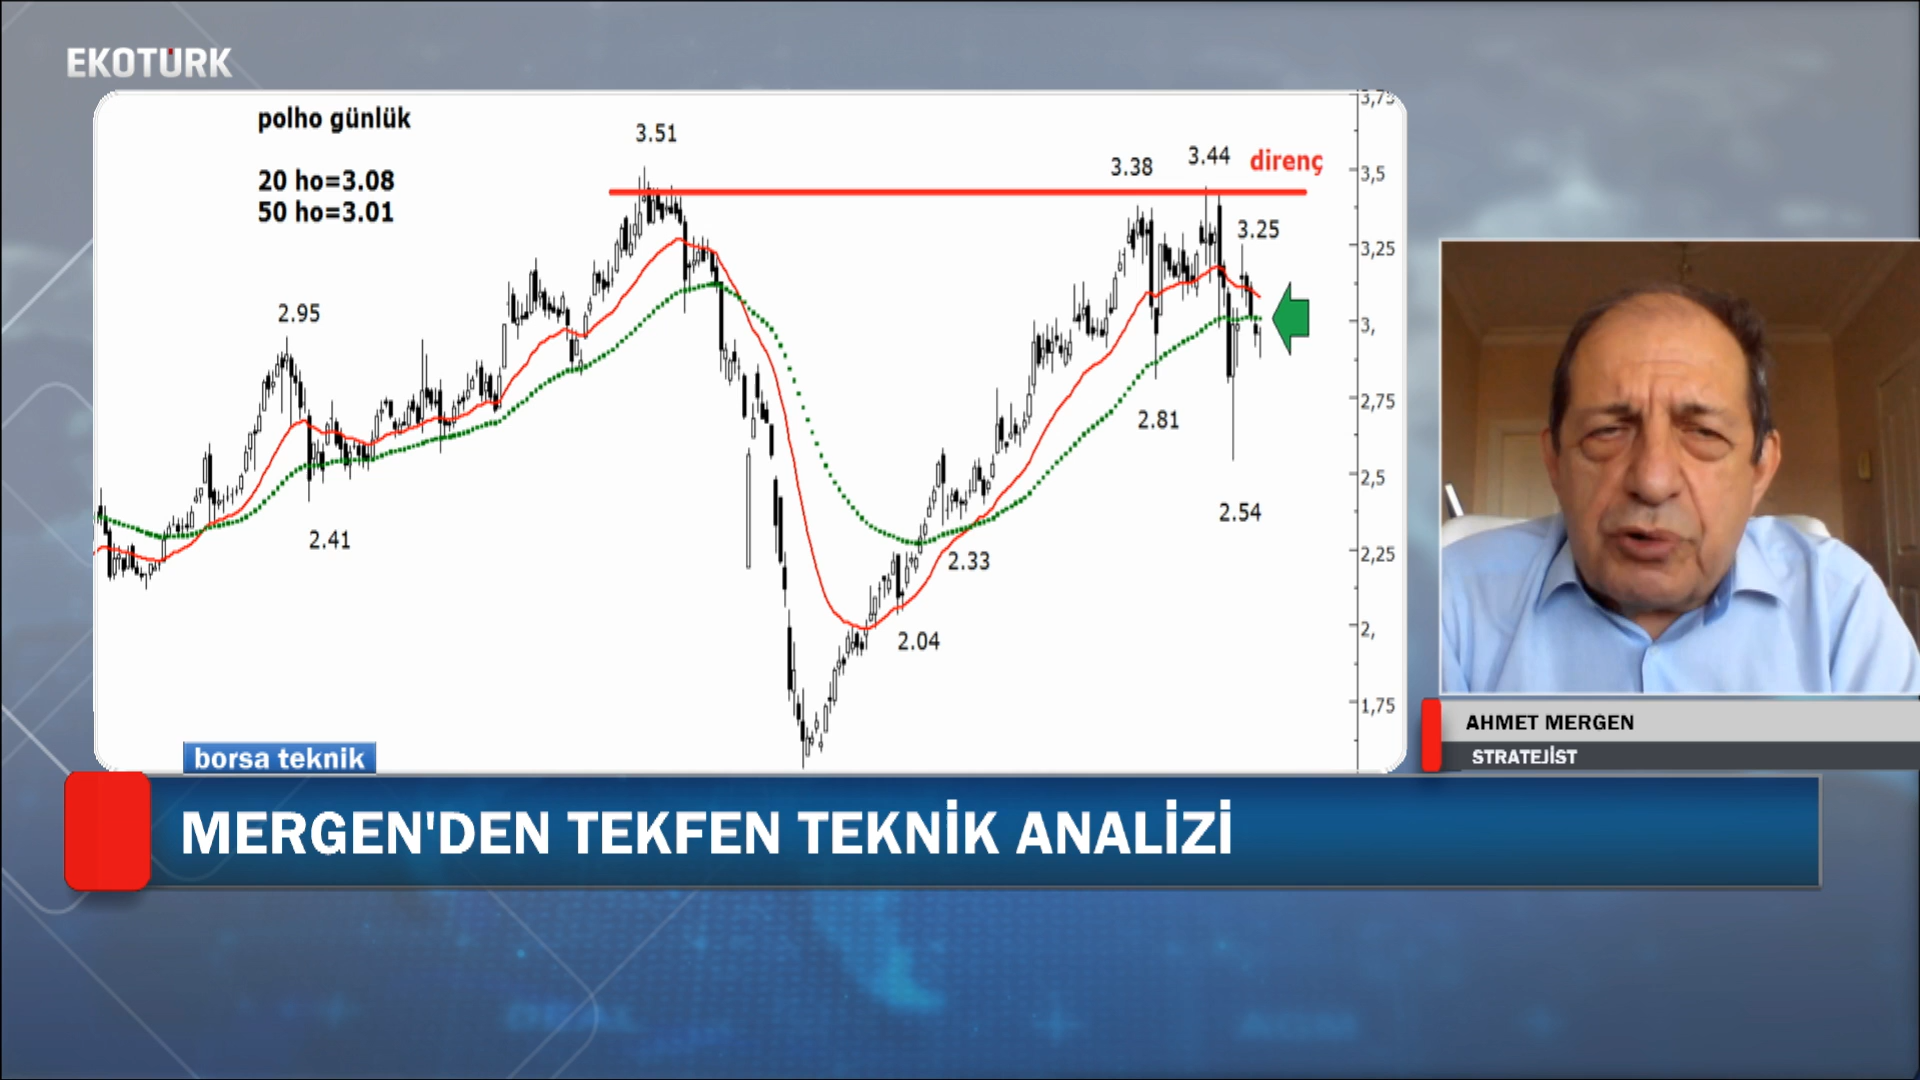 EKOTÜRK
polho günlük
20 ho=3.08
50 ho=3.01
2.95
2.41
3.51
2.04
2.33
3.38
3.44
direnç
3.25
2.81
2.54
3,75
3,5
3,25
3,
2,75
2,5
2,25
2,
1,75
borsa teknik
MERGEN'DEN TEKFEN TEKNİK ANALİZİ
AHMET MERGEN
STRATEJİST